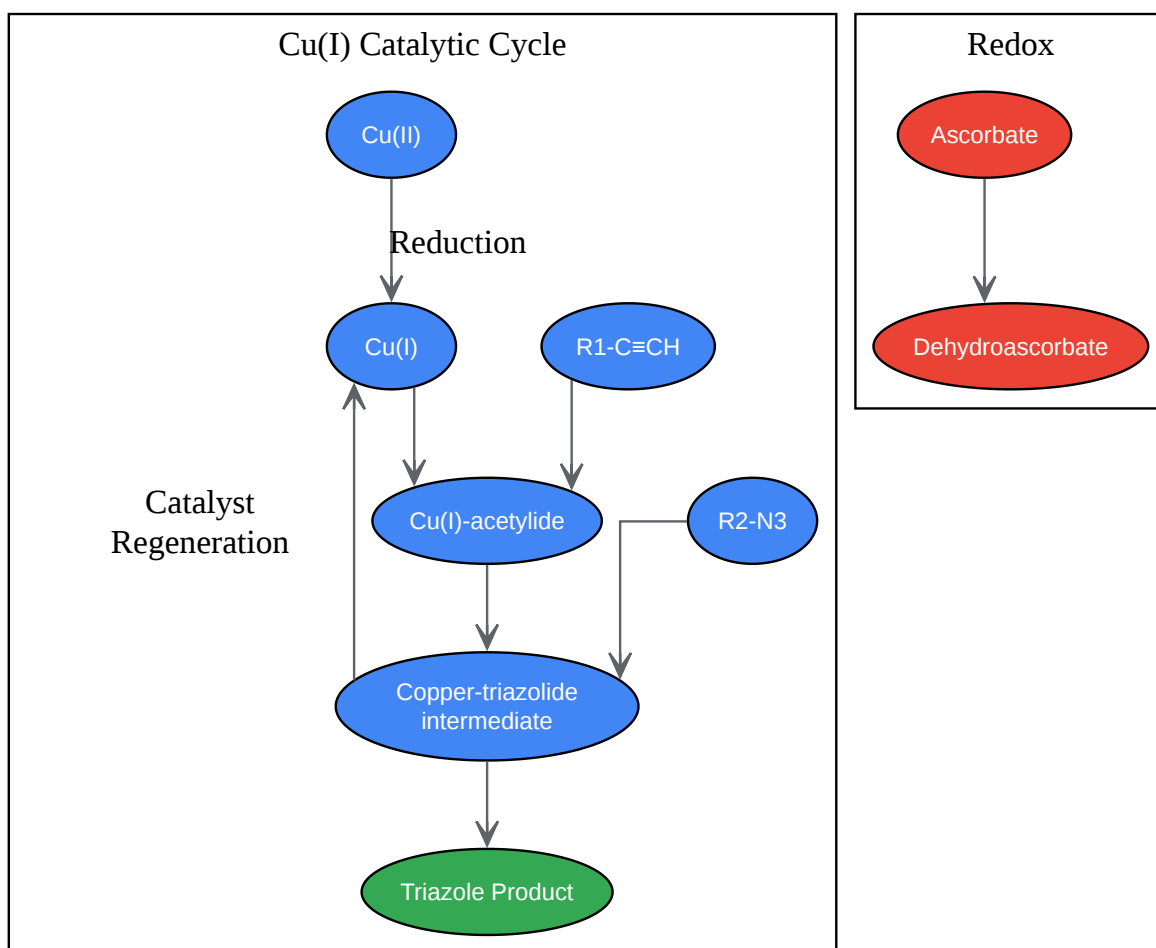 Cu(I) Catalytic Cycle
Cu(II)
Reduction
Cu(I)
R1-C≡CH
Catalyst
Regeneration
Cu(I)-acetylide
R2-N3
Copper-triazolide
intermediate
Triazole Product
Redox
Ascorbate
Dehydroascorbate